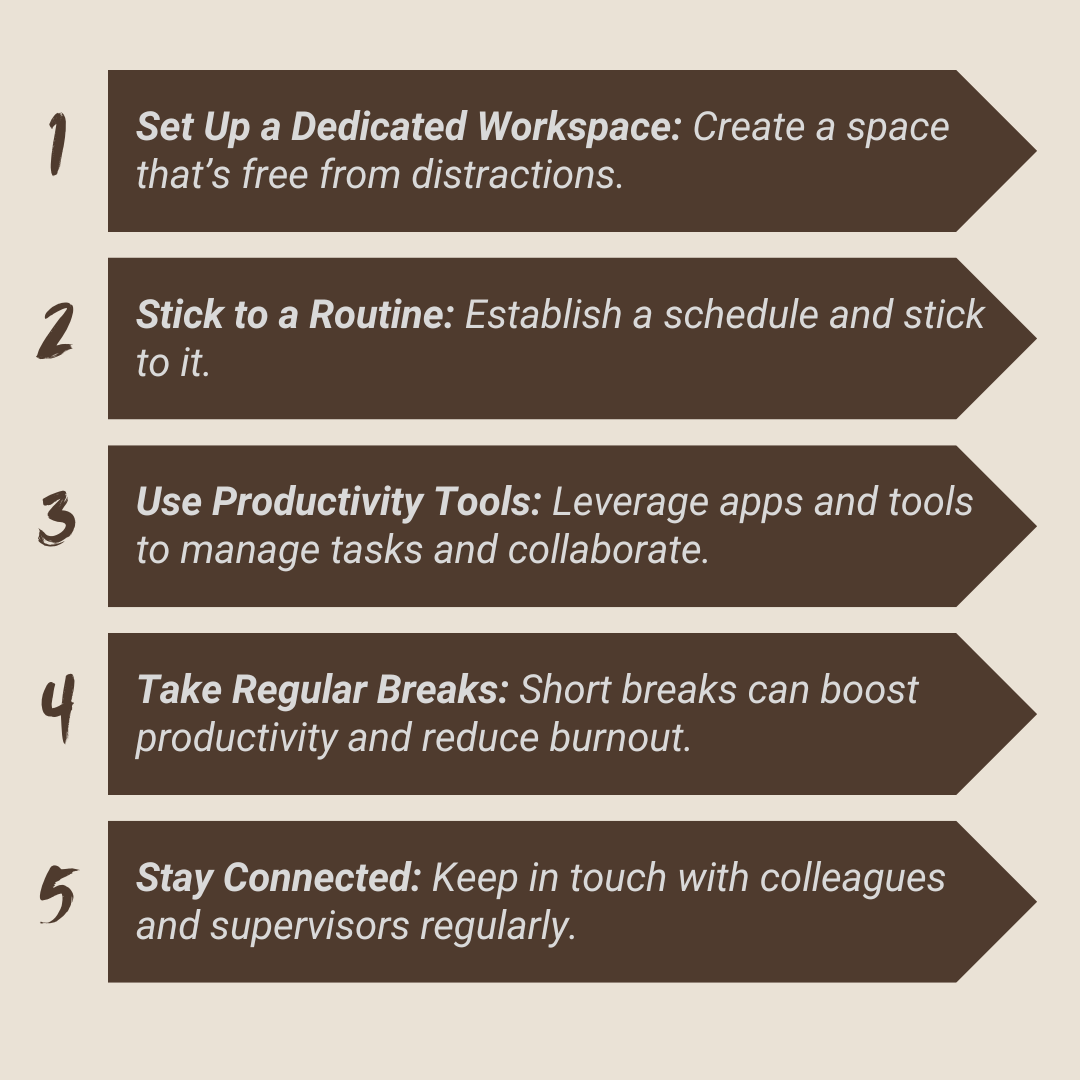 1
Set Up a Dedicated Workspace: Create a space
that’s free from distractions.
2
Stick to a Routine: Establish a schedule and stick
to it.
3
Use Productivity Tools: Leverage apps and tools
to manage tasks and collaborate.
4
Take Regular Breaks: Short breaks can boost
productivity and reduce burnout.
5
Stay Connected: Keep in touch with colleagues
and supervisors regularly.